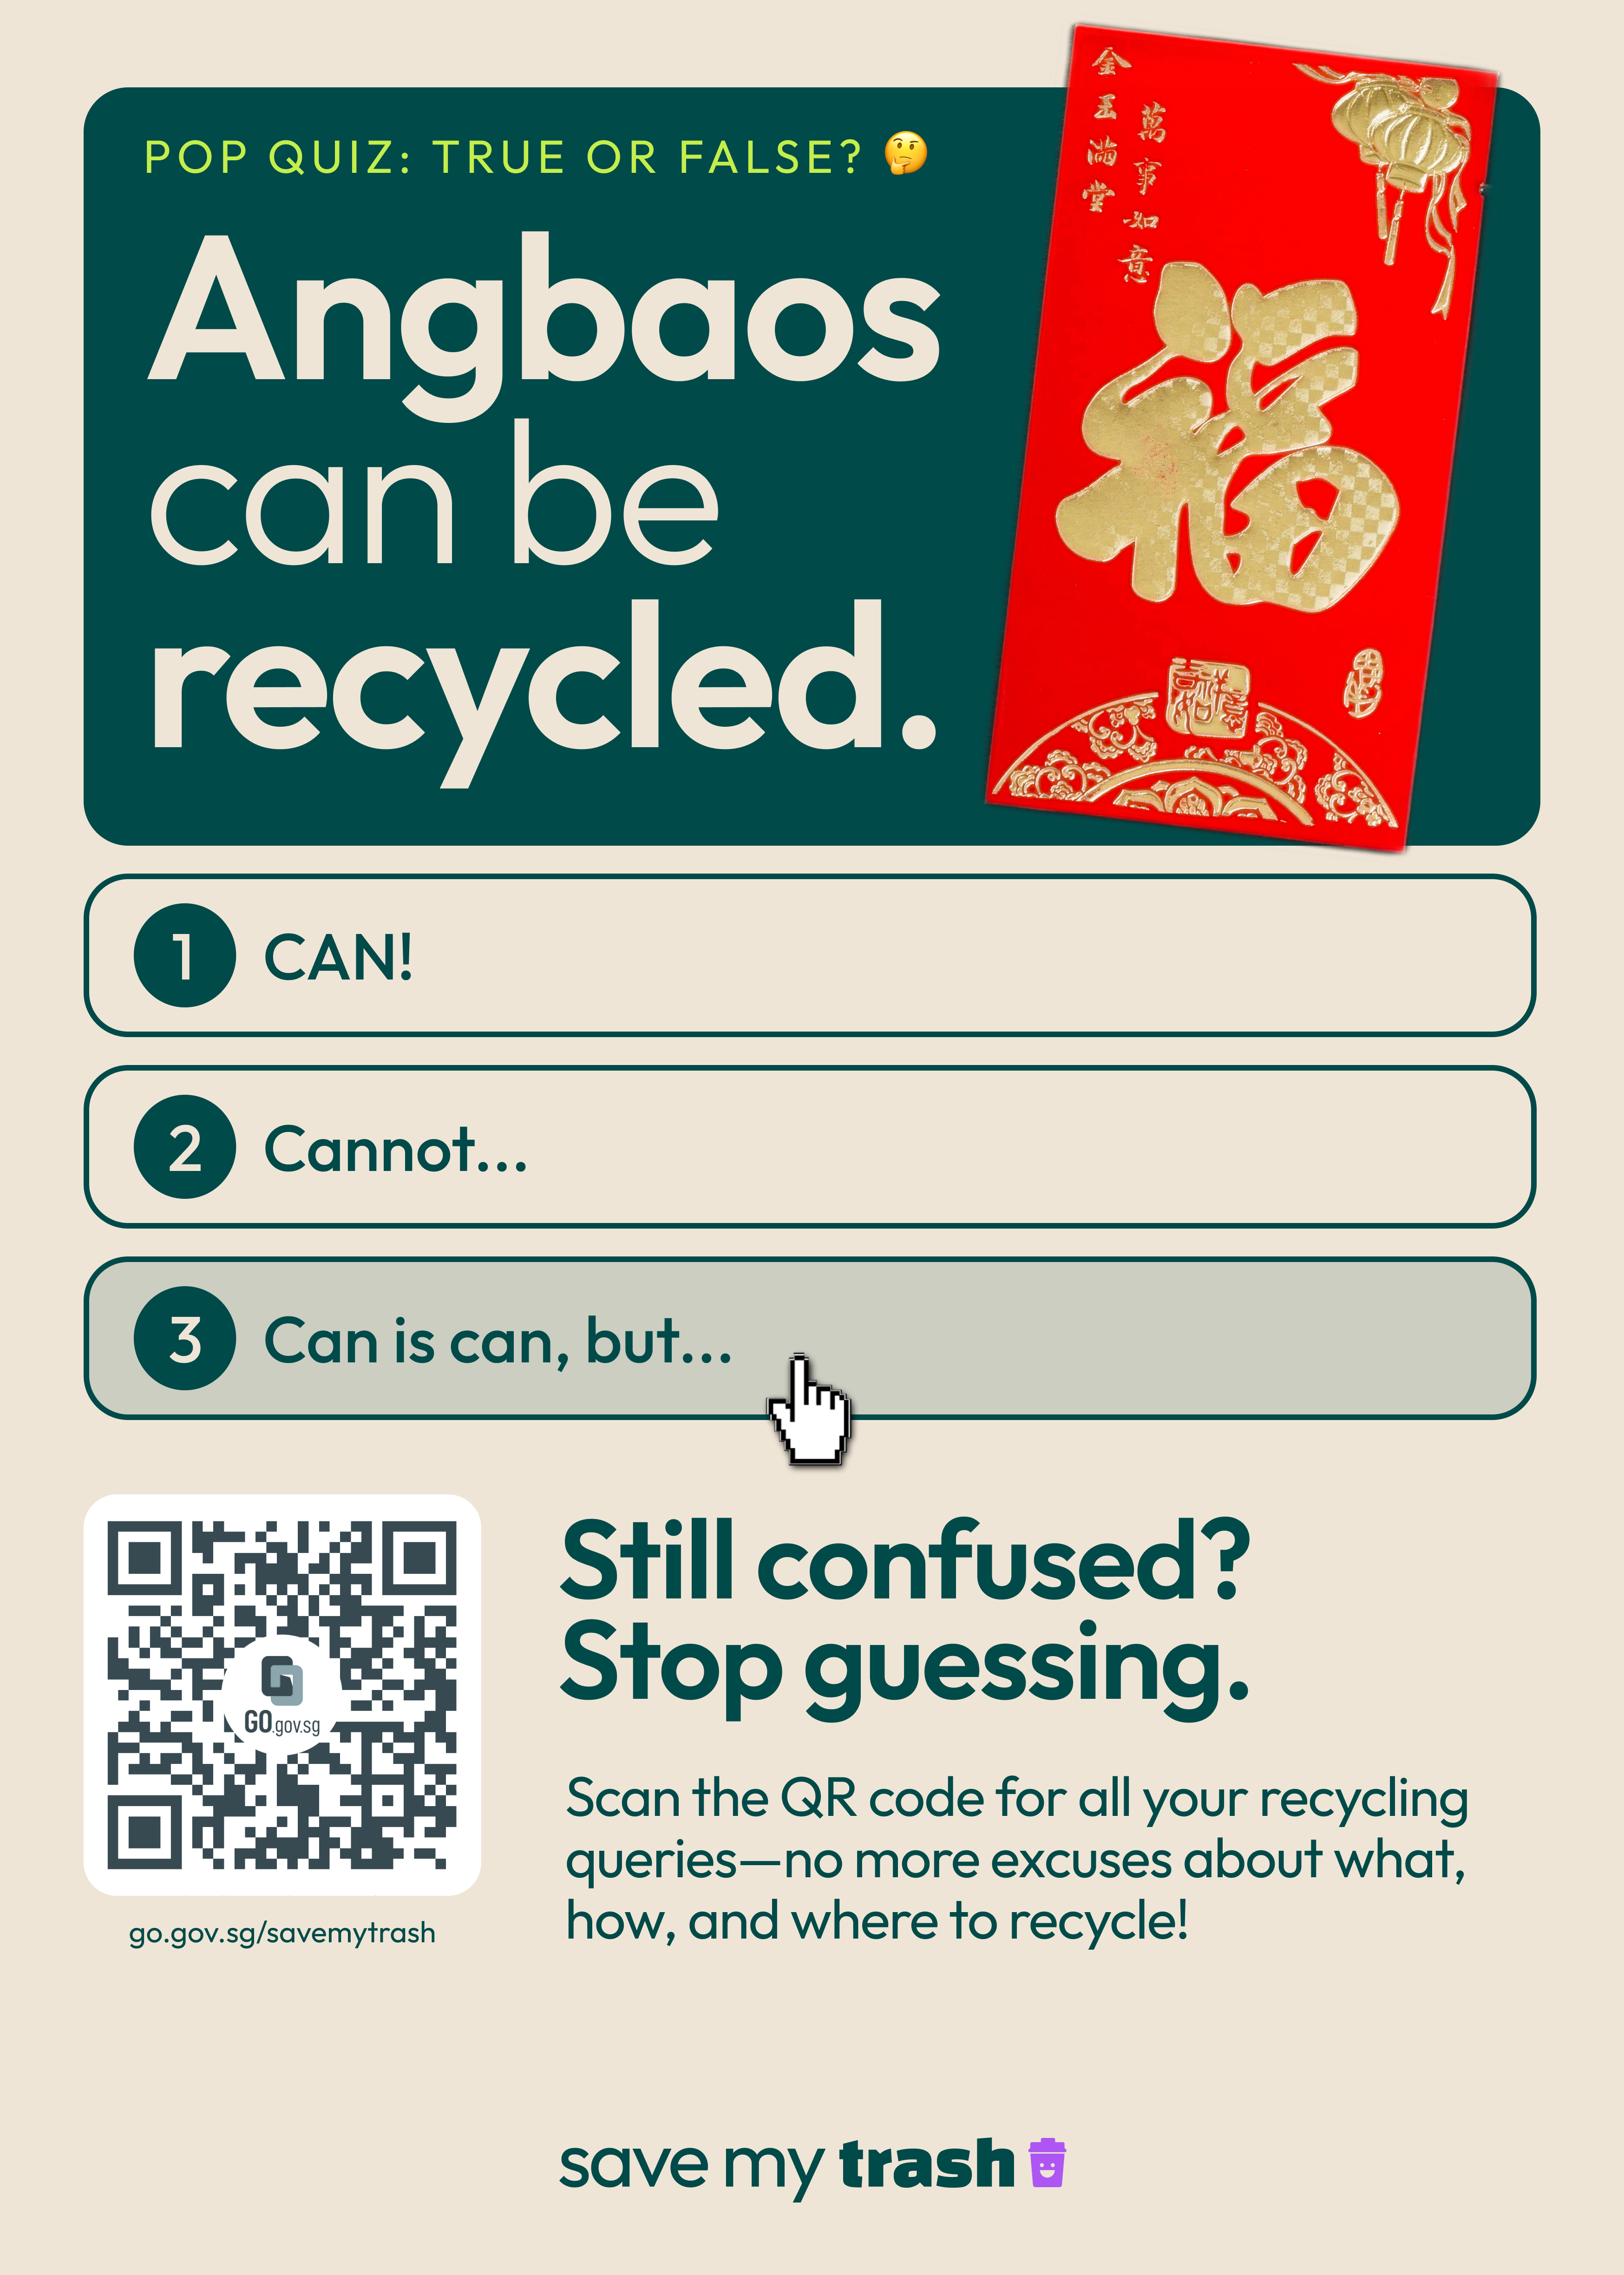 POP QUIZ: TRUE OR FALSE? 🤔
Angbaos
can be
recycled.
萬事如意
金玉滿堂
福
1 CAN!
2 Cannot...
3 Can is can, but...
GO.gov.sg
go.gov.sg/savemytrash
Still confused?
Stop guessing.
Scan the QR code for all your recycling
queries—no more excuses about what,
how, and where to recycle!
save my trash